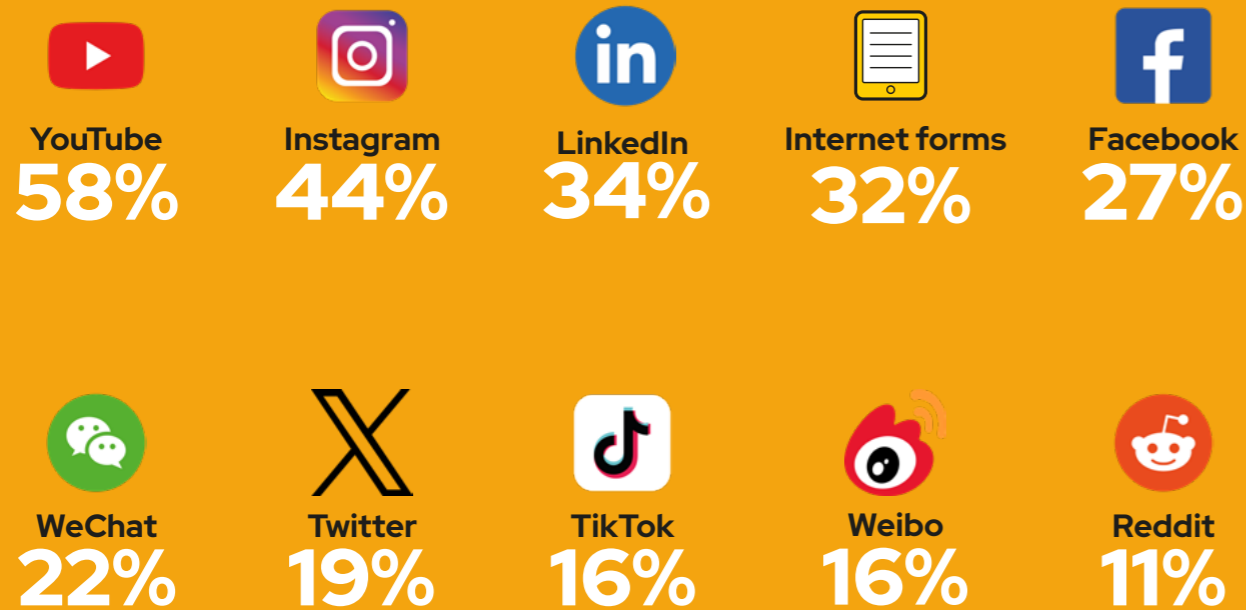 in
f
YouTube
Instagram
LinkedIn
Internet forms
Facebook
58%
44%
34%
32%
27%
WeChat
Twitter
TikTok
Weibo
Reddit
22%
19%
16%
16%
11%